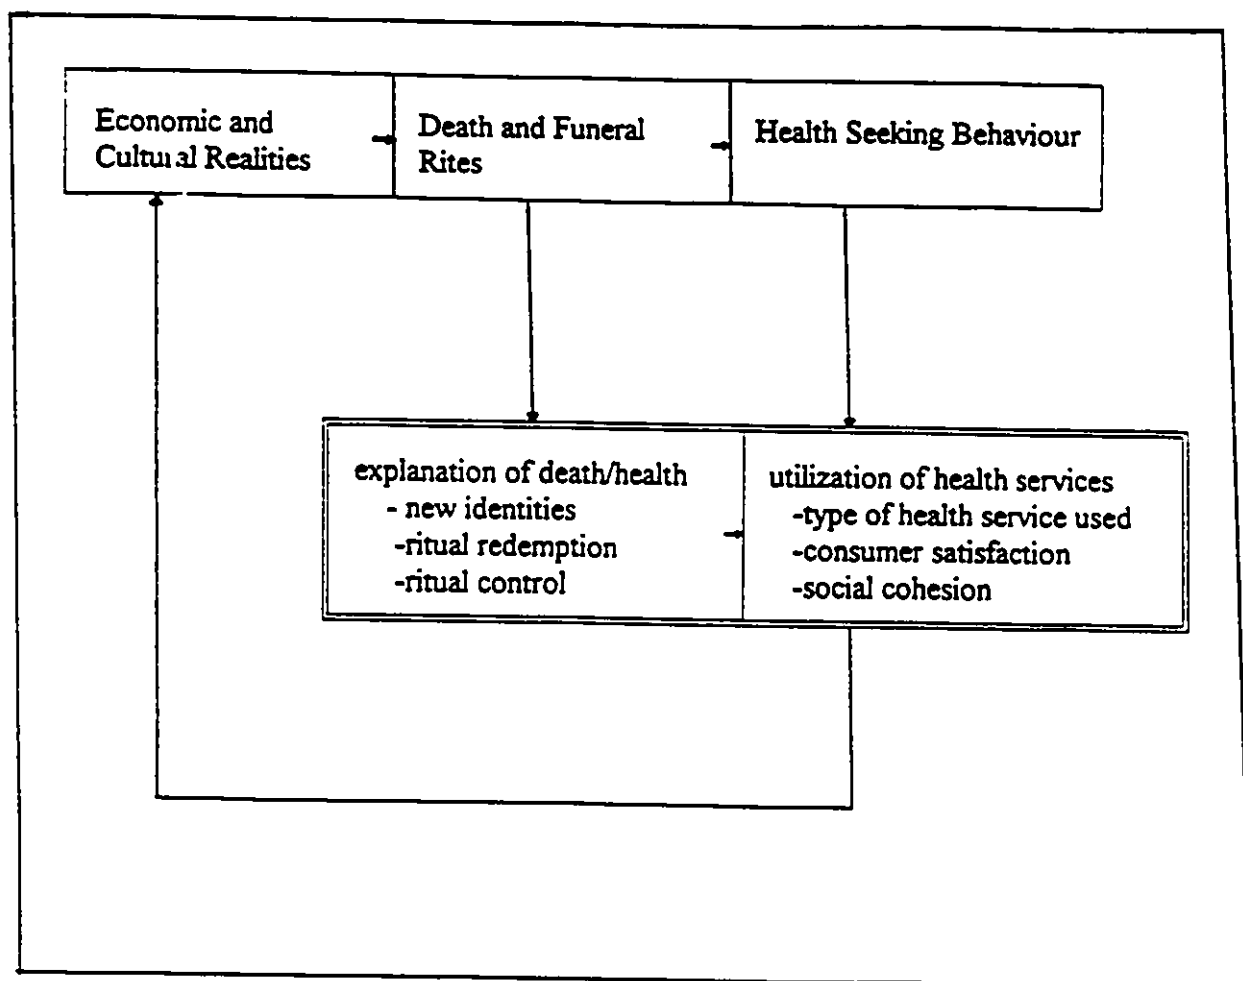 Economic and
Cultural Realities
Death and Funeral
Rites
Health Seeking Behaviour
explanation of death/health
- new identities
-ritual redemption
-ritual control
utilization of health services
-type of health service used
-consumer satisfaction
-social cohesion